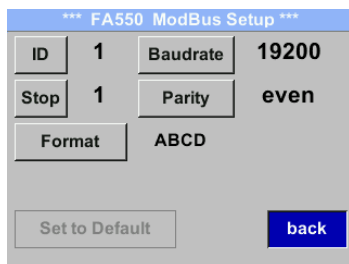 *** FA550 ModBus Setup ***
ID 1 Baudrate 19200
Stop 1 Parity even
Format ABCD
Set to Default back